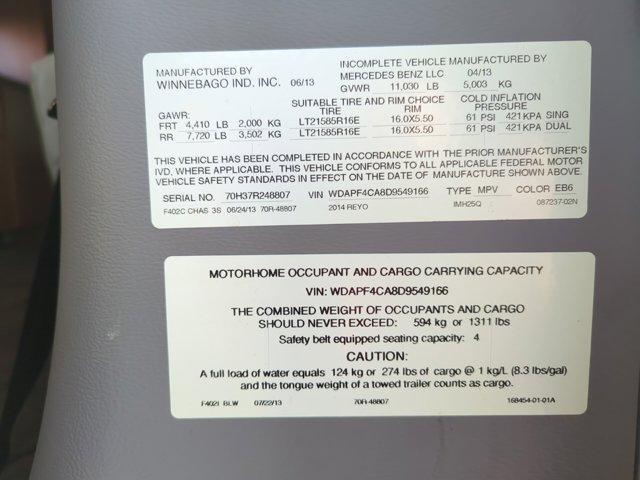 MANUFACTURED BY
WINNEBAGO IND. INC. 06/13
INCOMPLETE VEHICLE MANUFACTURED BY
MERCEDES BENZ LLC 04/13
GVWR 11,030 LB 5,003 KG
SUITABLE TIRE AND RIM CHOICE
COLD INFLATION
GAWR: TIRE RIM PRESSURE
FRT 4,410 LB 2,000 KG LT21585R16E 16.0X5.50 61 PSI 421 KPA SING
RR 7,720 LB 3,502 KG LT21585R16E 16.0X5.50 61 PSI 421 KPA DUAL
THIS VEHICLE HAS BEEN COMPLETED IN ACCORDANCE WITH THE PRIOR MANUFACTURER'S
IVD, WHERE APPLICABLE. THIS VEHICLE CONFORMS TO ALL APPLICABLE FEDERAL MOTOR
VEHICLE SAFETY STANDARDS IN EFFECT ON THE DATE OF MANUFACTURE SHOWN ABOVE.
SERIAL NO. 70H37R248807 VIN WDAPF4CA8D9549166 TYPE MPV COLOR EB6
F402C CHAS 3S 06/24/13 70R-48807 2014 REYO IMH25Q 087237-02N
MOTORHOME OCCUPANT AND CARGO CARRYING CAPACITY
VIN: WDAPF4CA8D9549166
THE COMBINED WEIGHT OF OCCUPANTS AND CARGO
SHOULD NEVER EXCEED: 594 kg or 1311 lbs
Safety belt equipped seating capacity: 4
CAUTION:
A full load of water equals 124 kg or 274 lbs of cargo @ 1 kg/L (8.3 lbs/gal)
and the tongue weight of a towed trailer counts as cargo.
F402I BLW 07/22/13 70R-48807 168454-01-01A